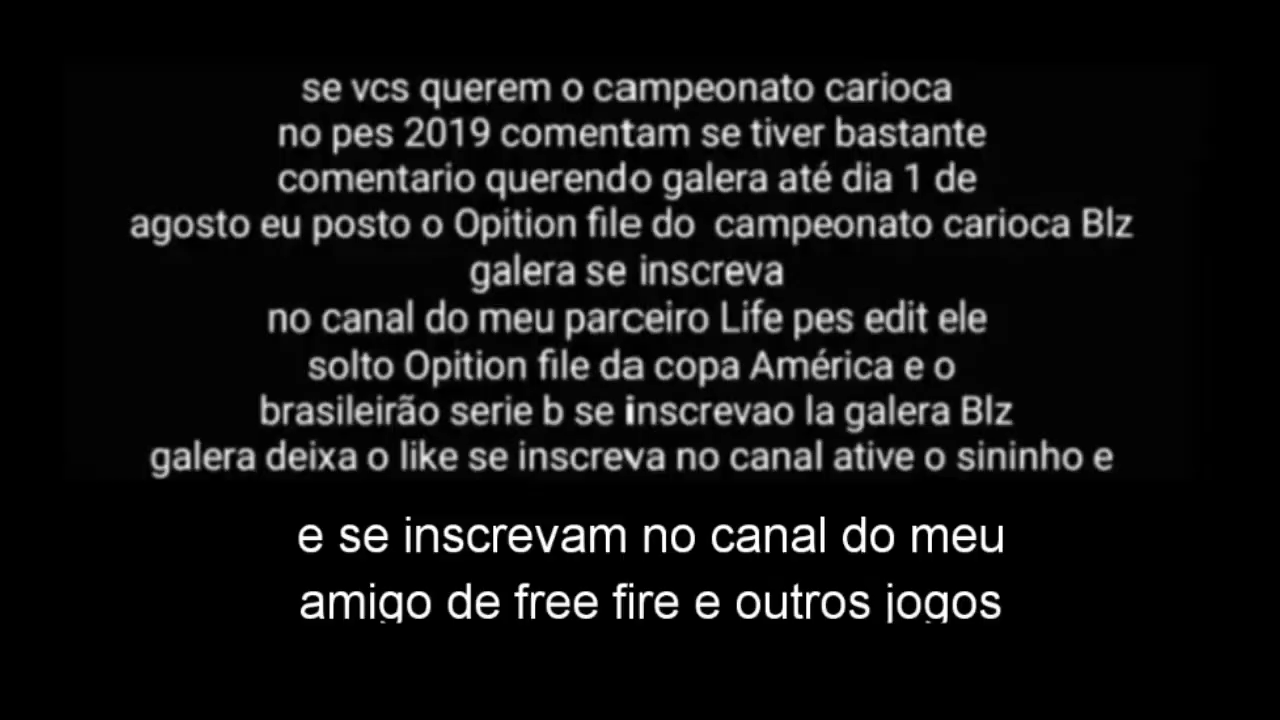 se vcs querem o campeonato carioca
no pes 2019 comentam se tiver bastante
comentario querendo galera até dia 1 de
agosto eu posto o Opition file do campeonato carioca Blz
galera se inscreva
no canal do meu parceiro Life pes edit ele
solto Opition file da copa América e o
brasileirão serie b se inscrevao la galera Blz
galera deixa o like se inscreva no canal ative o sininho e
e se inscrevam no canal do meu
amigo de free fire e outros jogos